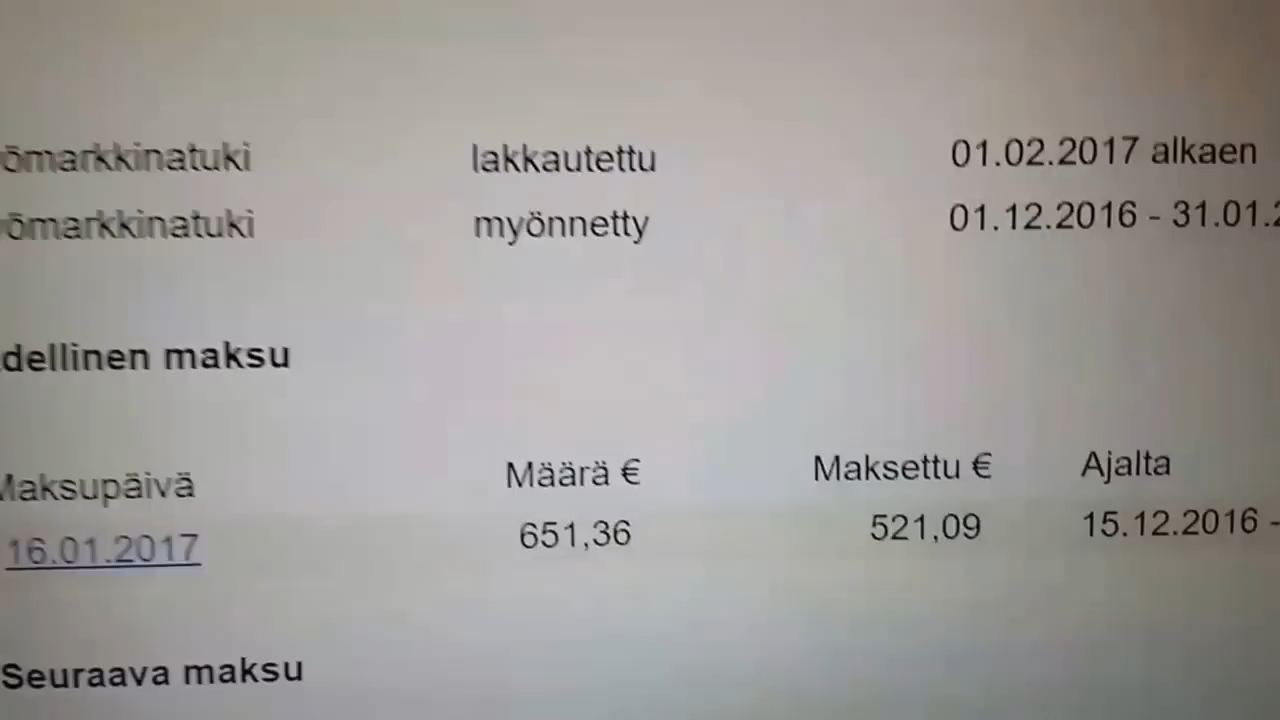 ömarkkinatuki lakkautettu 01.02.2017 alkaen
ömarkkinatuki myönnetty 01.12.2016 - 31.01.2
dellinen maksu
Maksupäivä Määrä € Maksettu € Ajalta
16.01.2017 651,36 521,09 15.12.2016 -
Seuraava maksu